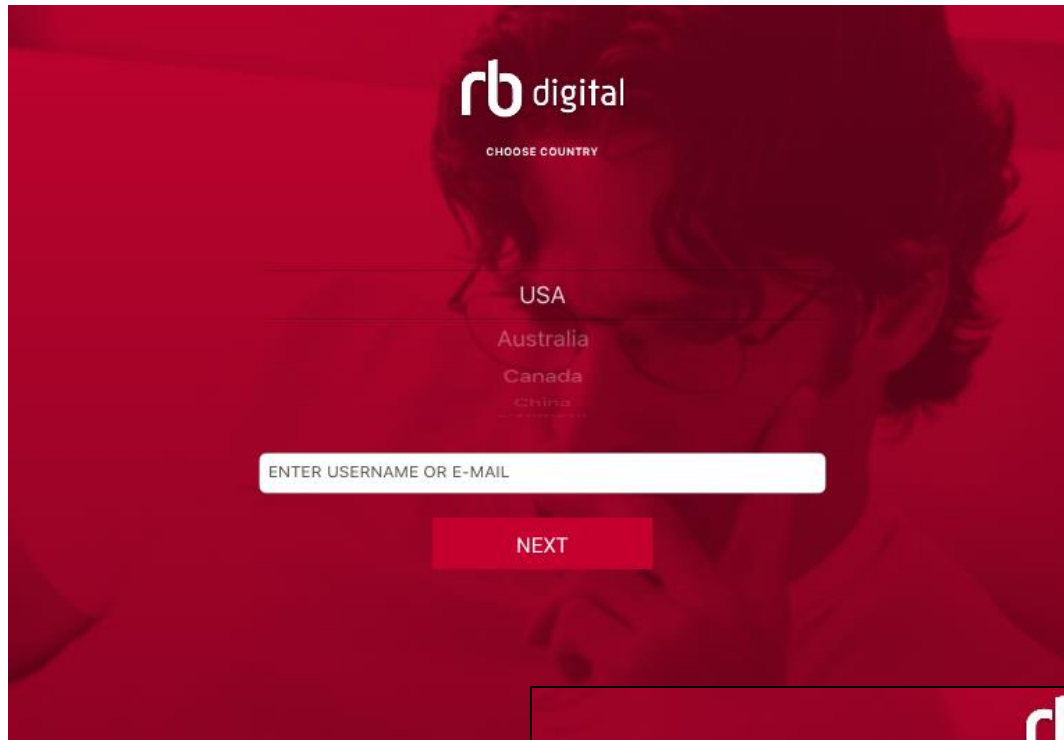 rb digital
CHOOSE COUNTRY
USA
Australia
Canada
China
ENTER USERNAME OR E-MAIL
NEXT